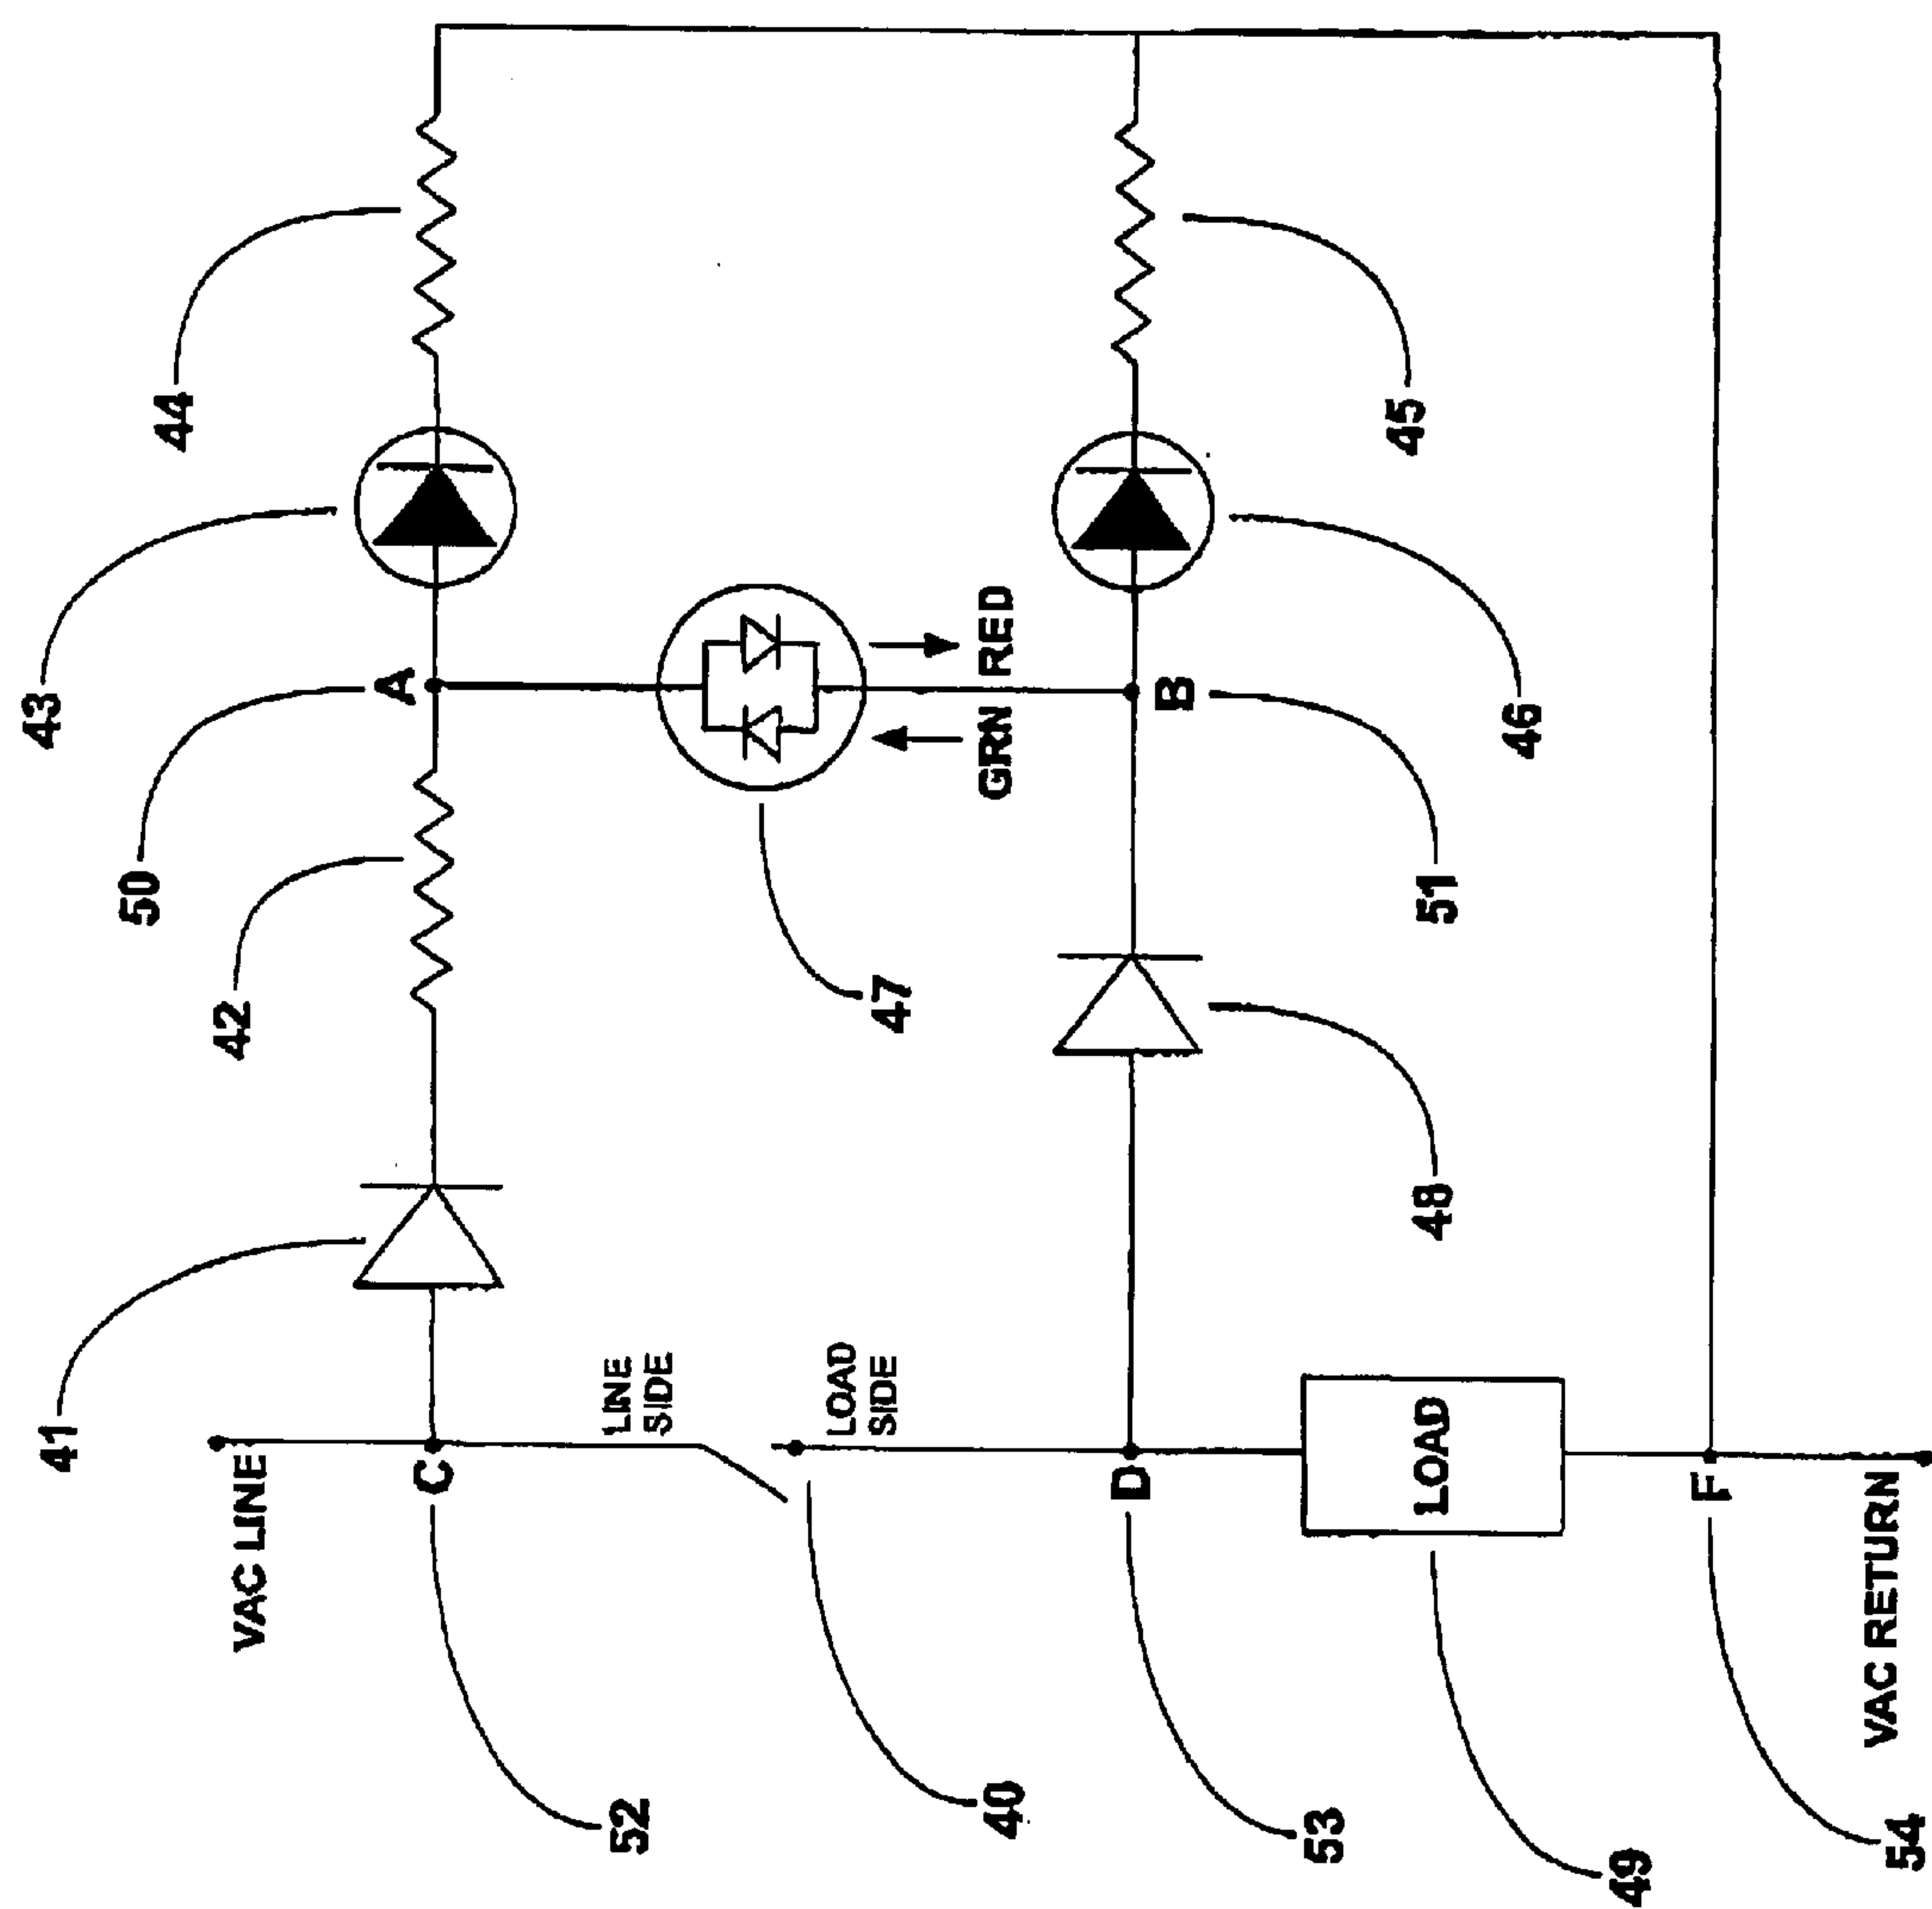 43
41
50
44
42
VAC LINE
A
C
LINE
SIDE
52
LOAD
SIDE
47
GRN RED
40
D
B
53
45
LOAD
48
51
46
49
F
VAC RETURN
54